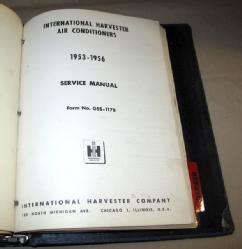 INTERNATIONAL HARVESTER
AIR CONDITIONERS
1953-1956
SERVICE MANUAL
Form No. GSS-1178
INTERNATIONAL HARVESTER COMPANY
180 NORTH MICHIGAN AVE. CHICAGO 1, ILLINOIS, U.S.A.